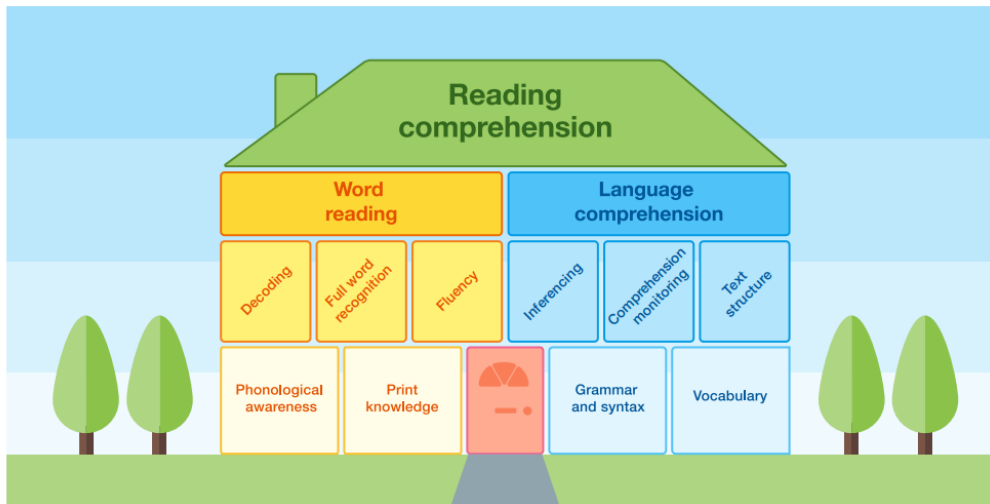 Reading
comprehension
Word
reading
Language
comprehension
Decoding
Full word
recognition
Fluency
Inferencing
Comprehension
monitoring
Text
structure
Phonological
awareness
Print
knowledge
Grammar
and syntax
Vocabulary